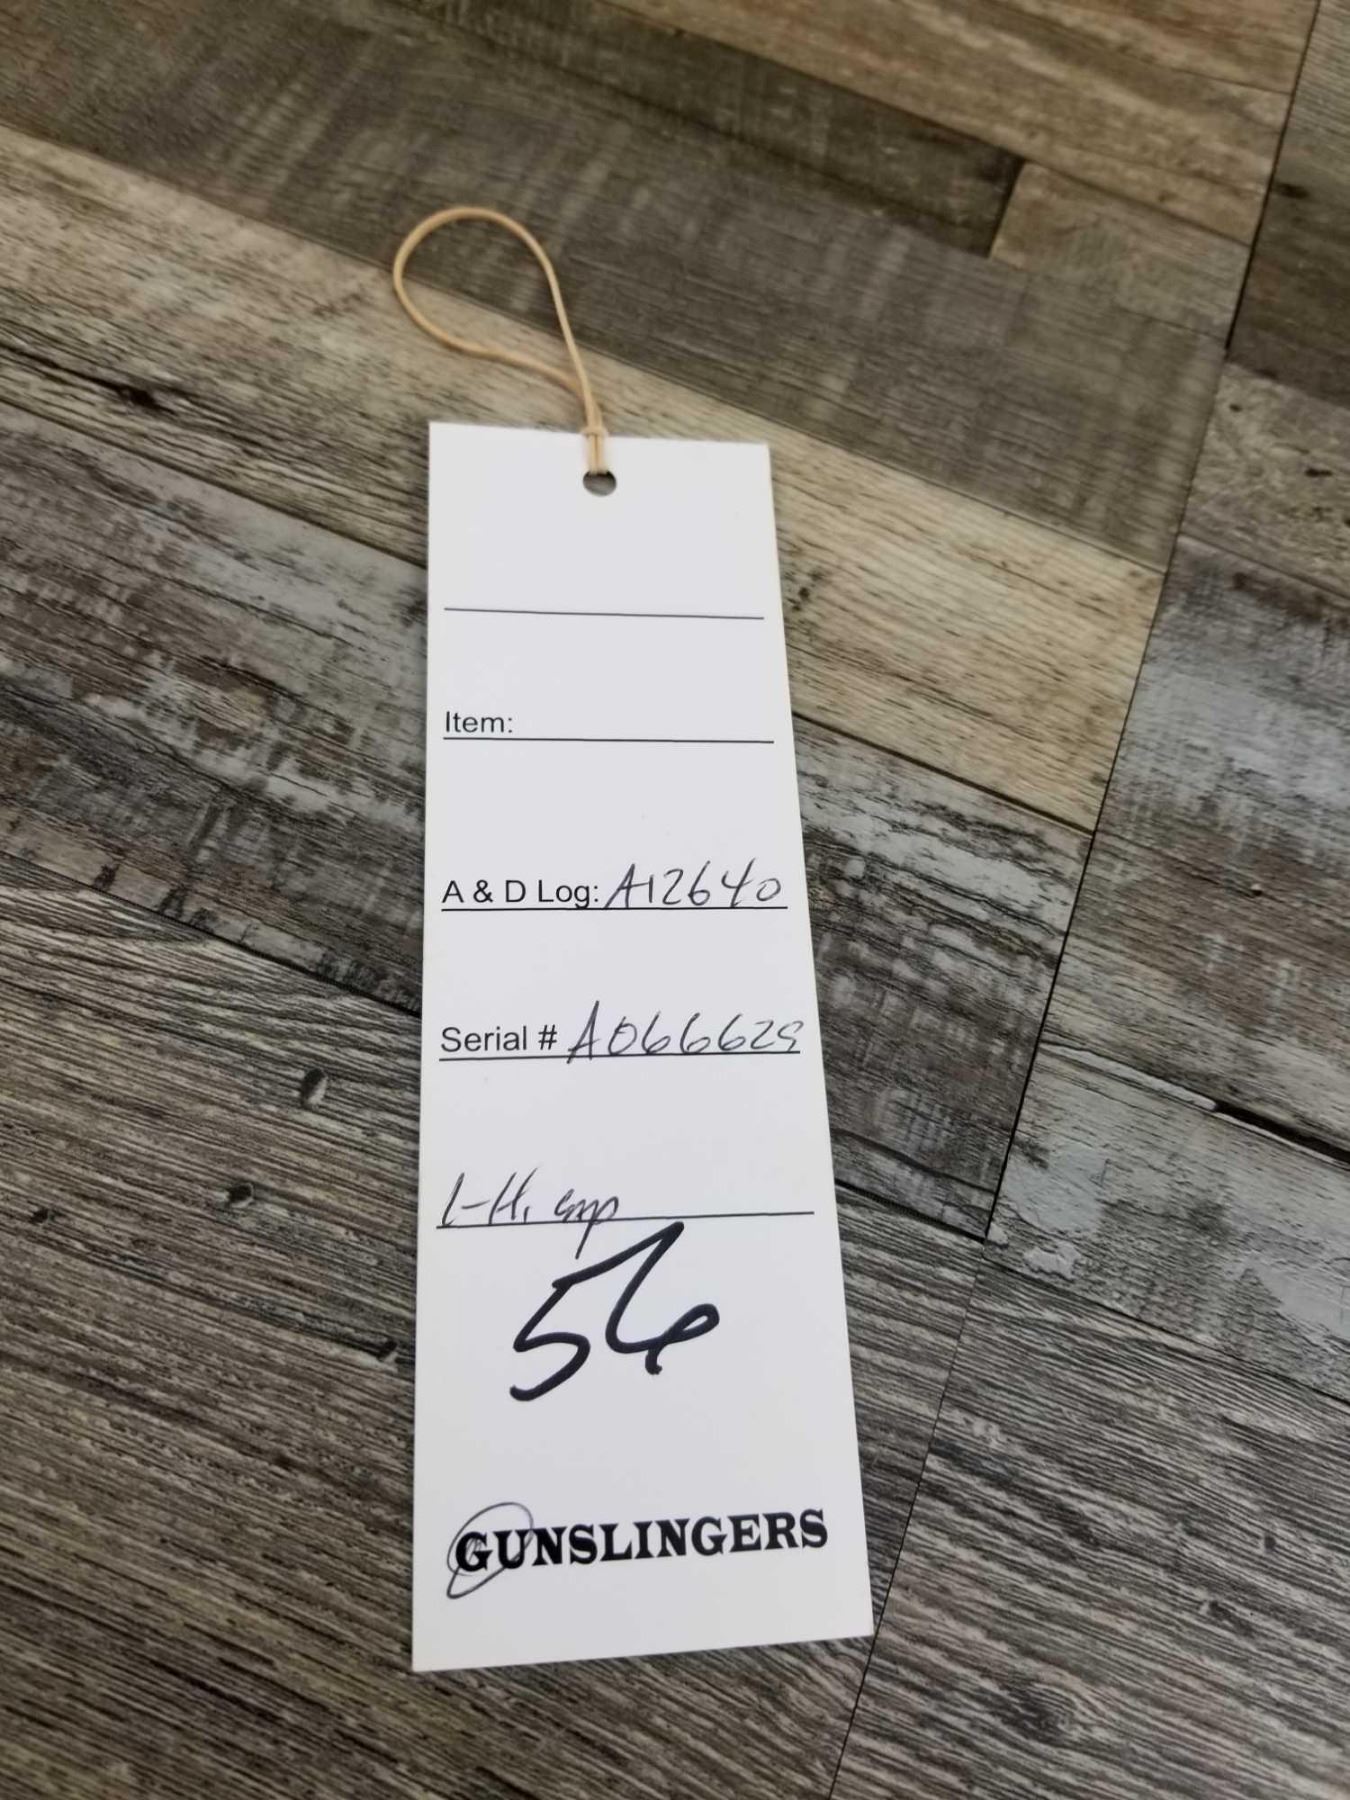 Item:
A & D Log: A12640
Serial # A066629
56
GUNSLINGERS